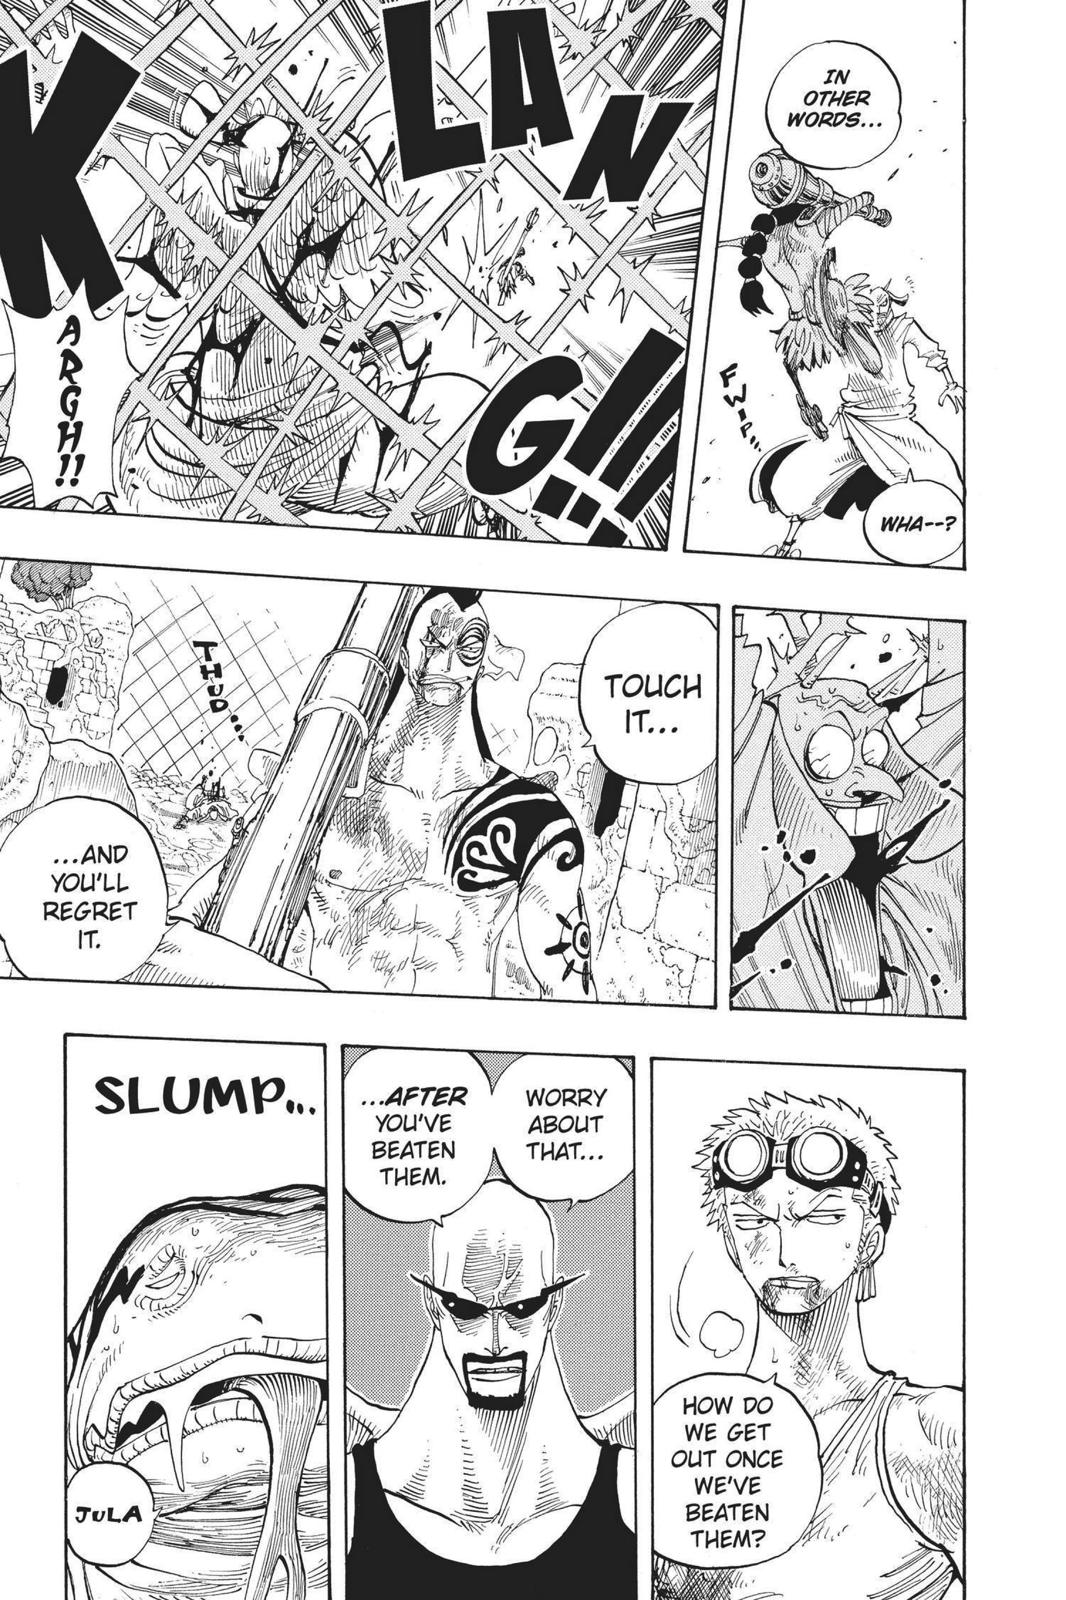 IN
OTHER
WORDS...
FWIP...
WHA--?
KLANG!!!
ARGH!!
TOUCH
IT...
THUD...
...AND
YOU'LL
REGRET
IT.
HOW DO
WE GET
OUT ONCE
WE'VE
BEATEN
THEM?
WORRY
ABOUT
THAT...
...AFTER
YOU'VE
BEATEN
THEM.
SLUMP...
JULA